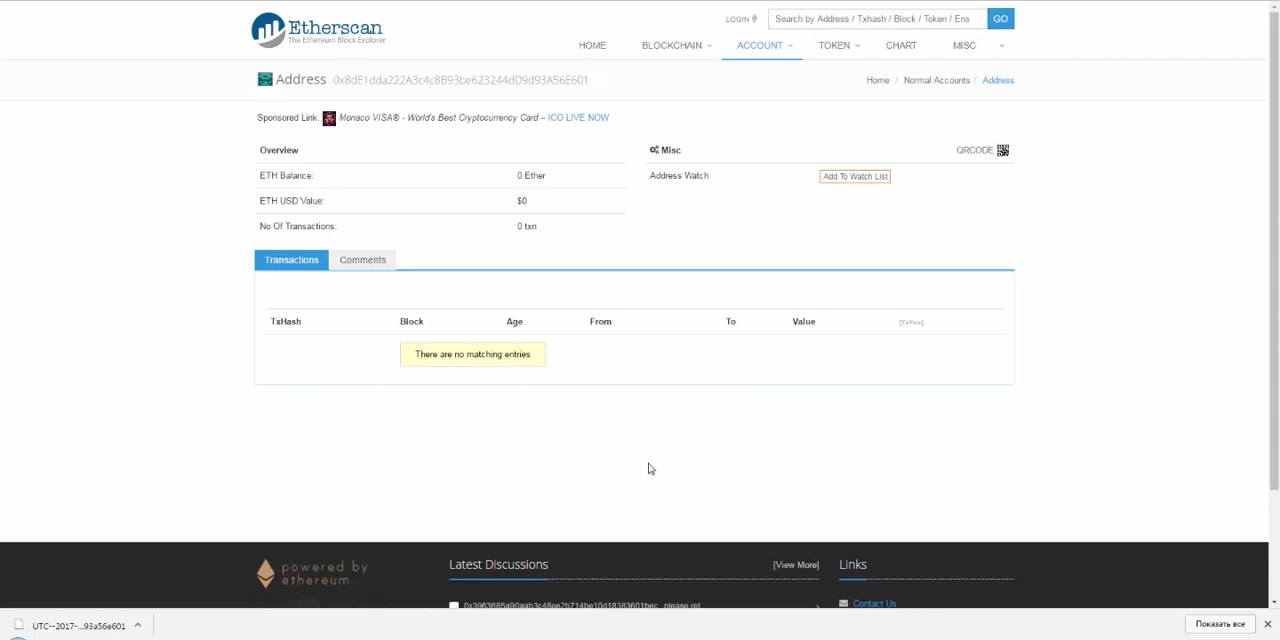 Etherscan
The Ethereum Block Explorer
LOGIN
Search by Address / Txhash / Block / Token / Ens
GO
HOME BLOCKCHAIN ACCOUNT TOKEN CHART MISC
Address 0x8dE1dda222A3c4c8B93be623244dD9d93A56E601
Home / Normal Accounts / Address
Sponsored Link: Monaco VISA® - World's Best Cryptocurrency Card – ICO LIVE NOW
Overview
ETH Balance: 0 Ether
ETH USD Value: $0
No Of Transactions: 0 txn
Misc
QRCODE
Address Watch Add To Watch List
Transactions Comments
TxHash Block Age From To Value [TxFee]
There are no matching entries
powered by
ethereum
Latest Discussions [View More]
please ref
Links
Contact Us
UTC--2017-...93a56e601
Показать все